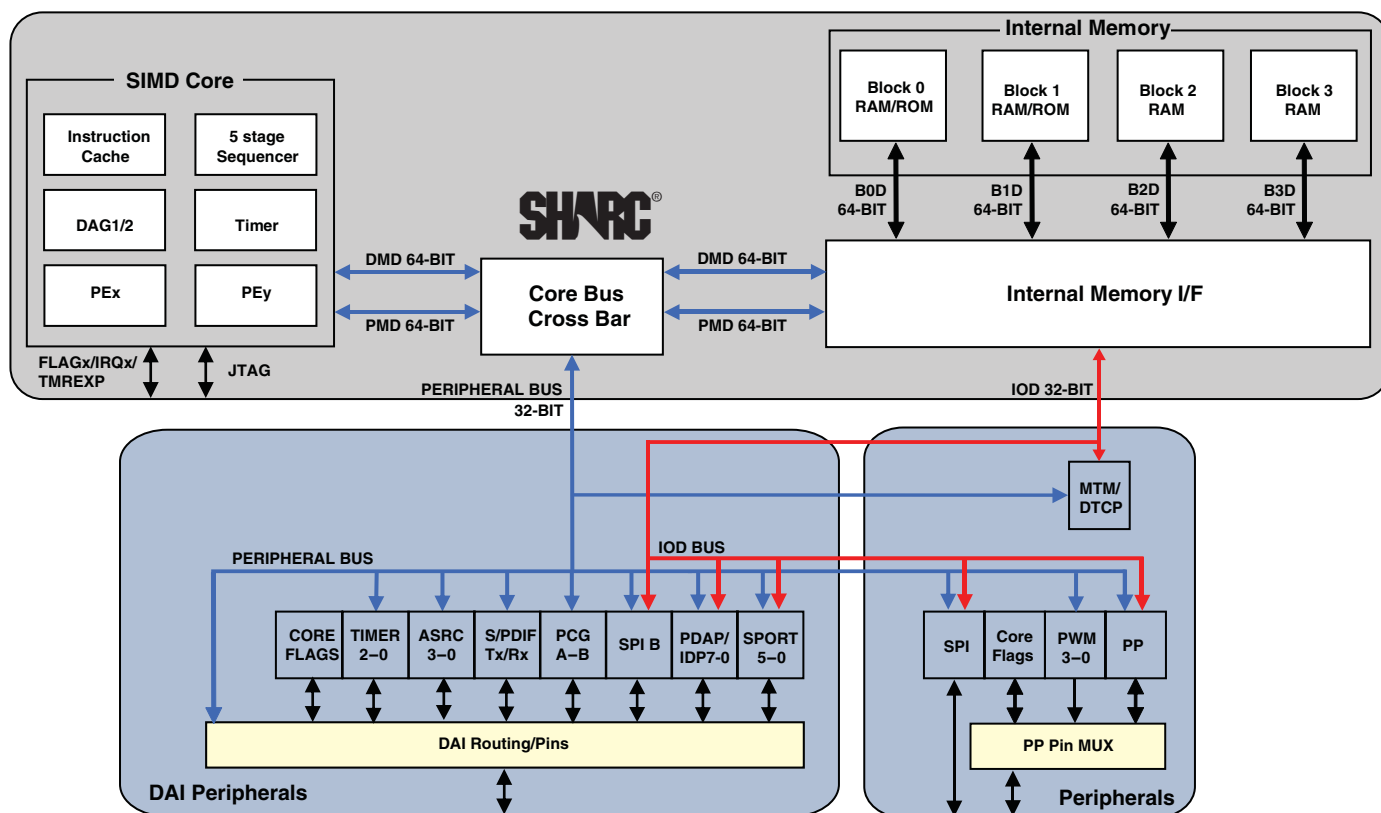 Internal Memory
SIMD Core
Block 0
RAM/ROM
Block 1
RAM/ROM
Block 2
RAM
Block 3
RAM
Instruction
Cache
5 stage
Sequencer
DAG1/2
Timer
PEx
PEy
FLAGx/IRQx/
TMREXP
JTAG
SHARC®
DMD 64-BIT
PMD 64-BIT
Core Bus
Cross Bar
DMD 64-BIT
PMD 64-BIT
B0D
64-BIT
B1D
64-BIT
B2D
64-BIT
B3D
64-BIT
Internal Memory I/F
PERIPHERAL BUS
32-BIT
IOD 32-BIT
MTM/
DTCP
PERIPHERAL BUS
IOD BUS
CORE
FLAGS
TIMER
2–0
ASRC
3–0
S/PDIF
Tx/Rx
PCG
A–B
SPI B
PDAP/
IDP7-0
SPORT
5–0
DAI Routing/Pins
DAI Peripherals
SPI
Core
Flags
PWM
3–0
PP
PP Pin MUX
Peripherals